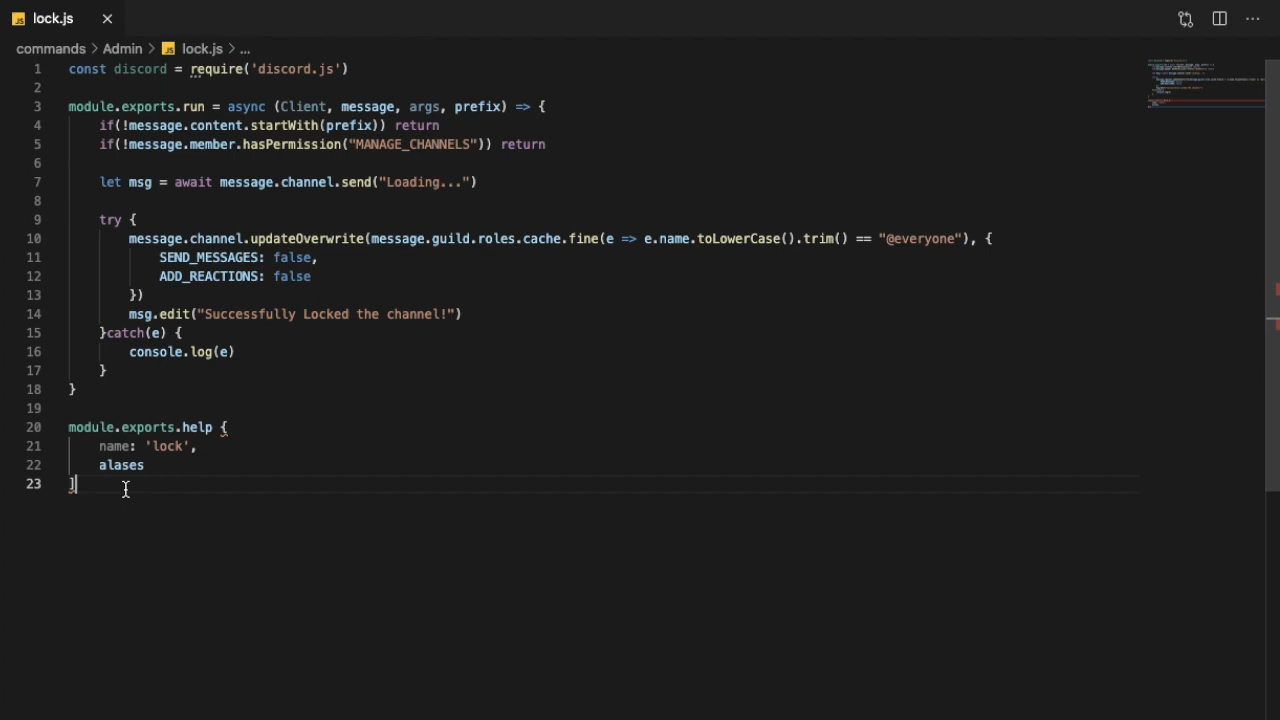 JS lock.js ×
commands > Admin > JS lock.js > ...
1 const discord = require('discord.js')
2
3 module.exports.run = async (Client, message, args, prefix) => {
4 if(!message.content.startWith(prefix)) return
5 if(!message.member.hasPermission("MANAGE_CHANNELS")) return
6
7 let msg = await message.channel.send("Loading...")
8
9 try {
10 message.channel.updateOverwrite(message.guild.roles.cache.fine(e => e.name.toLowerCase().trim() == "@everyone"), {
11 SEND_MESSAGES: false,
12 ADD_REACTIONS: false
13 })
14 msg.edit("Successfully Locked the channel!")
15 }catch(e) {
16 console.log(e)
17 }
18 }
19
20 module.exports.help {
21 name: 'lock',
22 alases
23 ]